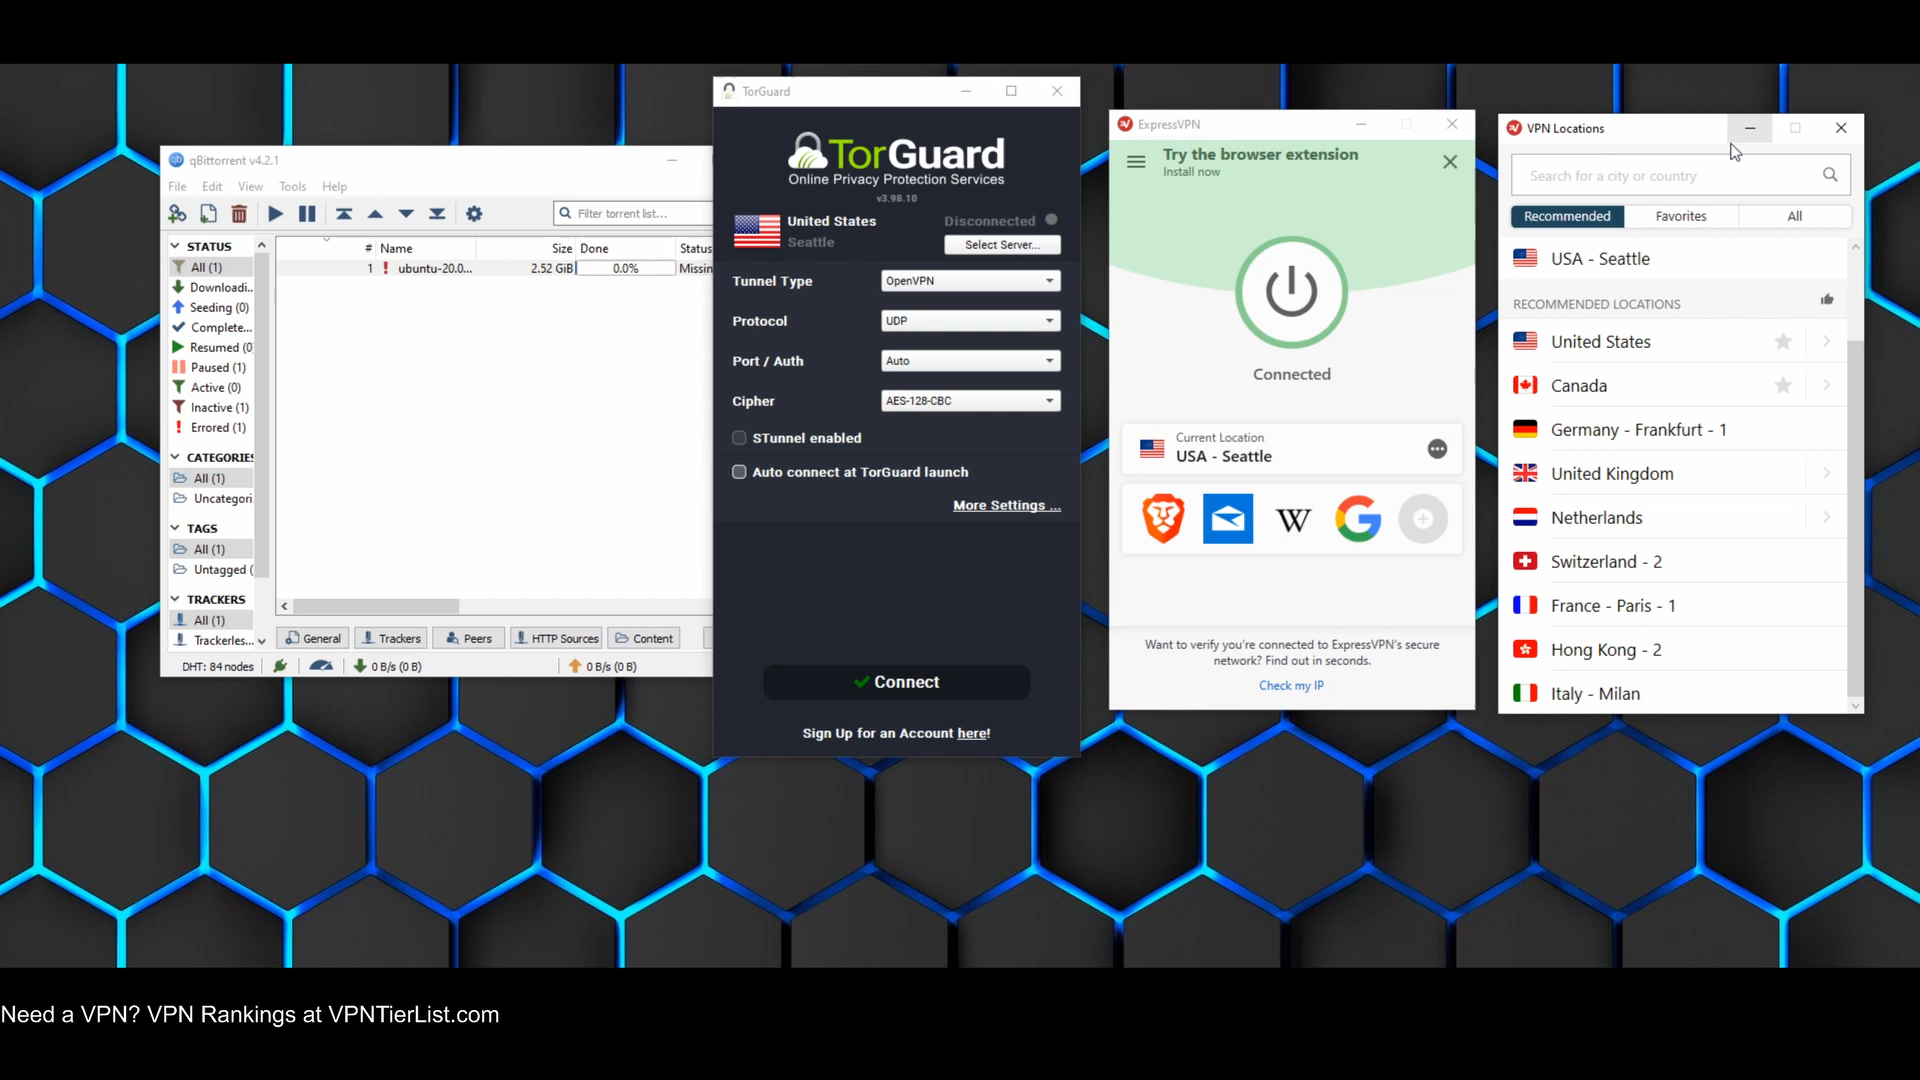 qBittorrent v4.2.1
File Edit View Tools Help
Filter torrent list...
STATUS
All (1)
Downloadi...
Seeding (0)
Complete...
Resumed (0)
Paused (1)
Active (0)
Inactive (1)
Errored (1)
CATEGORIES
All (1)
Uncategori
TAGS
All (1)
Untagged (
TRACKERS
All (1)
Trackerles...
# Name Size Done Status
1 ubuntu-20.0... 2.52 GiB 0.0% Missin
General Trackers Peers HTTP Sources Content
DHT: 84 nodes 0 B/s (0 B) 0 B/s (0 B)
TorGuard
TorGuard
Online Privacy Protection Services
v3.98.10
United States Disconnected
Seattle Select Server...
Tunnel Type OpenVPN
Protocol UDP
Port / Auth Auto
Cipher AES-128-CBC
STunnel enabled
Auto connect at TorGuard launch
More Settings ...
Connect
Sign Up for an Account here!
ExpressVPN
Try the browser extension
Install now
Connected
Current Location
USA - Seattle
W
G
Want to verify you're connected to ExpressVPN's secure
network? Find out in seconds.
Check my IP
VPN Locations
Search for a city or country
Recommended Favorites All
USA - Seattle
RECOMMENDED LOCATIONS
United States
Canada
Germany - Frankfurt - 1
United Kingdom
Netherlands
Switzerland - 2
France - Paris - 1
Hong Kong - 2
Italy - Milan
Need a VPN? VPN Rankings at VPNTierList.com